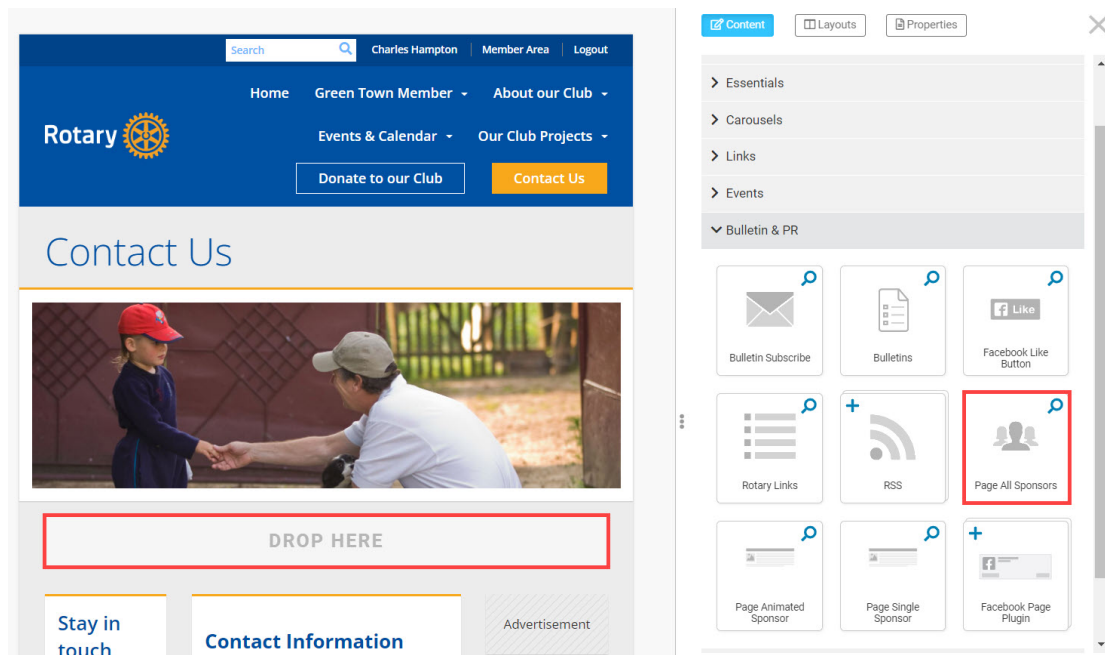 Search
Charles Hampton
Member Area
Logout
Home
Green Town Member
About our Club
Rotary
Events & Calendar
Our Club Projects
Donate to our Club
Contact Us
Contact Us
DROP HERE
Stay in
touch
Contact Information
Advertisement
Content
Layouts
Properties
Essentials
Carousels
Links
Events
Bulletin & PR
Bulletin Subscribe
Bulletins
Like
Facebook Like
Button
Rotary Links
RSS
Page All Sponsors
Page Animated
Sponsor
Page Single
Sponsor
Facebook Page
Plugin